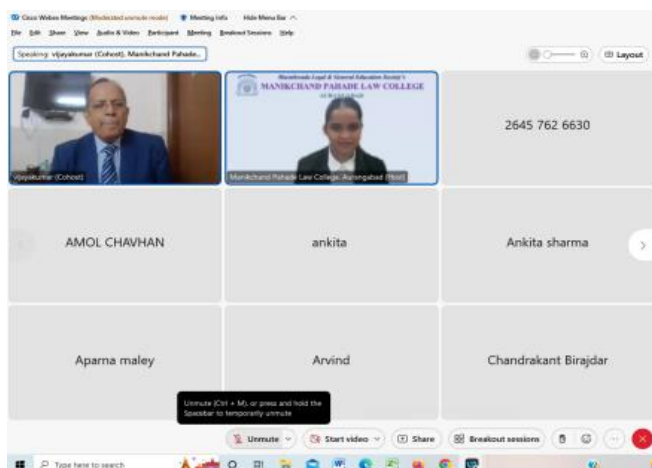 Cisco Webex Meetings (Moderated unmute mode) Meeting Info Hide Menu Bar
File Edit Share View Audio & Video Participant Meeting Breakout Sessions Help
Speaking: vijayakumar (Cohost), Manikchand Pahade...
Layout
MANIKCHAND PAHADE LAW COLLEGE
vijayakumar (Cohost)
Manikchand Pahade Law College, Aurangabad (Host)
2645 762 6630
AMOL CHAVHAN
ankita
Ankita sharma
Aparna maley
Arvind
Chandrakant Birajdar
Unmute (Ctrl + M), or press and hold the
Spacebar to temporarily unmute
Unmute
Start video
Share
Breakout sessions
Type here to search